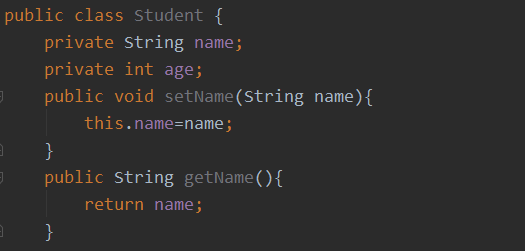 public class Student {
    private String name;
    private int age;
    public void setName(String name){
        this.name=name;
    }
    public String getName(){
        return name;
    }